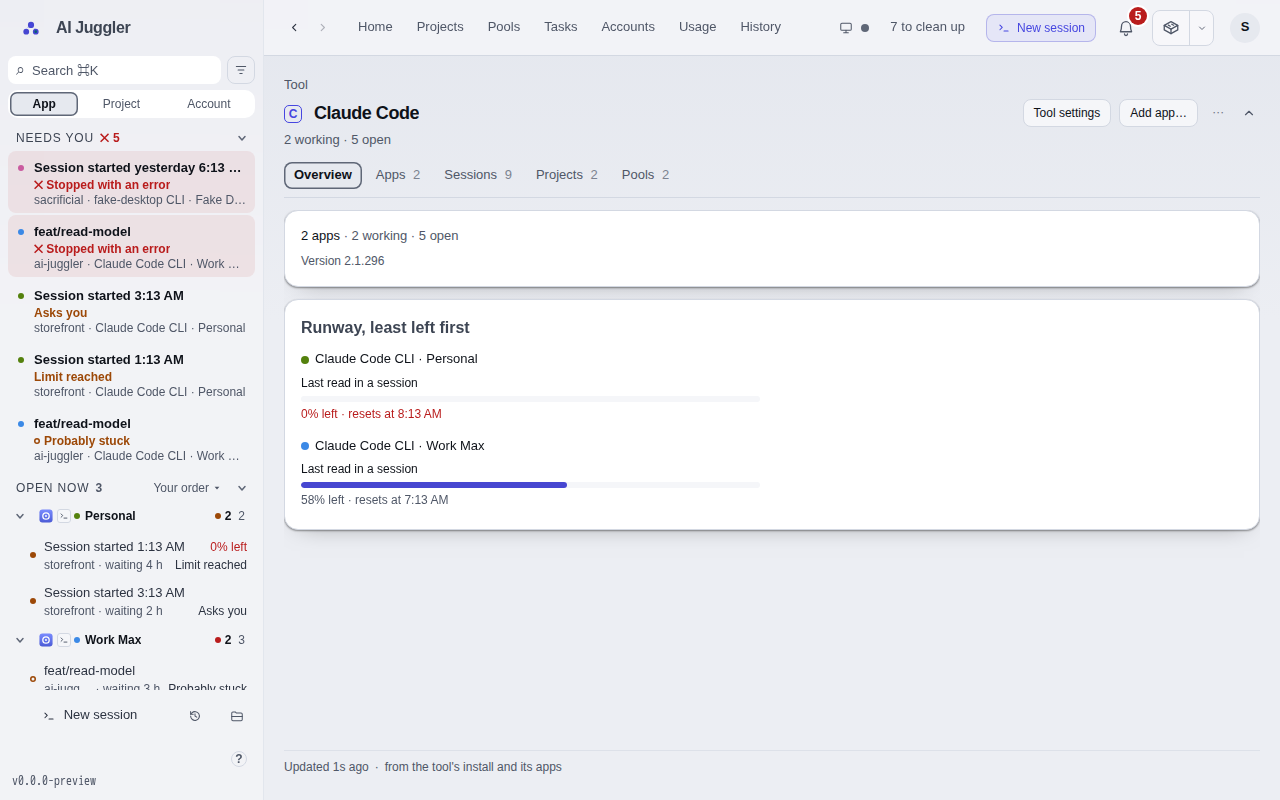 AI Juggler
Home Projects Pools Tasks Accounts Usage History
7 to clean up
New session
5
S
Search ⌘K
App Project Account
NEEDS YOU 5
Session started yesterday 6:13 …
Stopped with an error
sacrificial · fake-desktop CLI · Fake D…
feat/read-model
Stopped with an error
ai-juggler · Claude Code CLI · Work …
Session started 3:13 AM
Asks you
storefront · Claude Code CLI · Personal
Session started 1:13 AM
Limit reached
storefront · Claude Code CLI · Personal
feat/read-model
Probably stuck
ai-juggler · Claude Code CLI · Work …
OPEN NOW 3 Your order
Personal 2 2
Session started 1:13 AM 0% left
storefront · waiting 4 h Limit reached
Session started 3:13 AM
storefront · waiting 2 h Asks you
Work Max 2 3
feat/read-model
ai-jugg… · waiting 3 h Probably stuck
New session
?
v0.0.0-preview
Tool
C Claude Code
Tool settings Add app… …
2 working · 5 open
Overview Apps 2 Sessions 9 Projects 2 Pools 2
2 apps · 2 working · 5 open
Version 2.1.296
Runway, least left first
Claude Code CLI · Personal
Last read in a session
0% left · resets at 8:13 AM
Claude Code CLI · Work Max
Last read in a session
58% left · resets at 7:13 AM
Updated 1s ago · from the tool's install and its apps